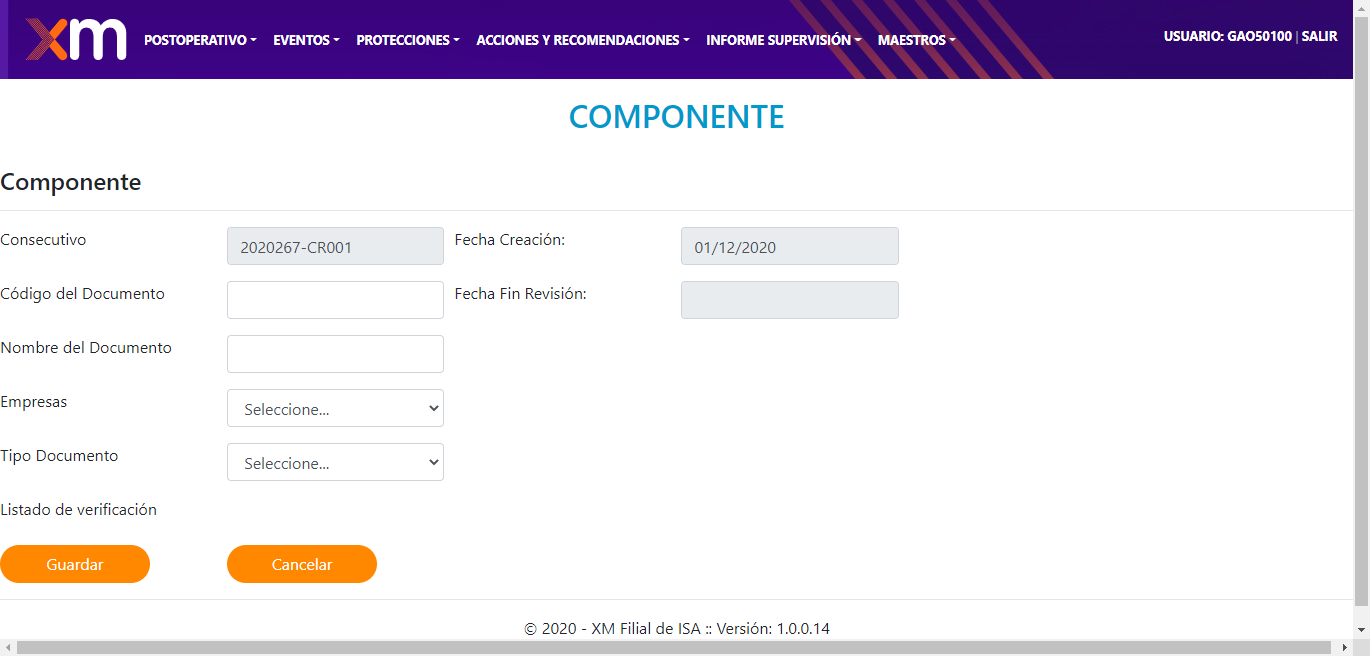 xm POSTOPERATIVO EVENTOS PROTECCIONES ACCIONES Y RECOMENDACIONES INFORME SUPERVISIÓN MAESTROS USUARIO: GAO50100 | SALIR
COMPONENTE
Componente
Consecutivo 2020267-CR001 Fecha Creación: 01/12/2020
Código del Documento Fecha Fin Revisión:
Nombre del Documento
Empresas Seleccione...
Tipo Documento Seleccione...
Listado de verificación
Guardar Cancelar
© 2020 - XM Filial de ISA :: Versión: 1.0.0.14